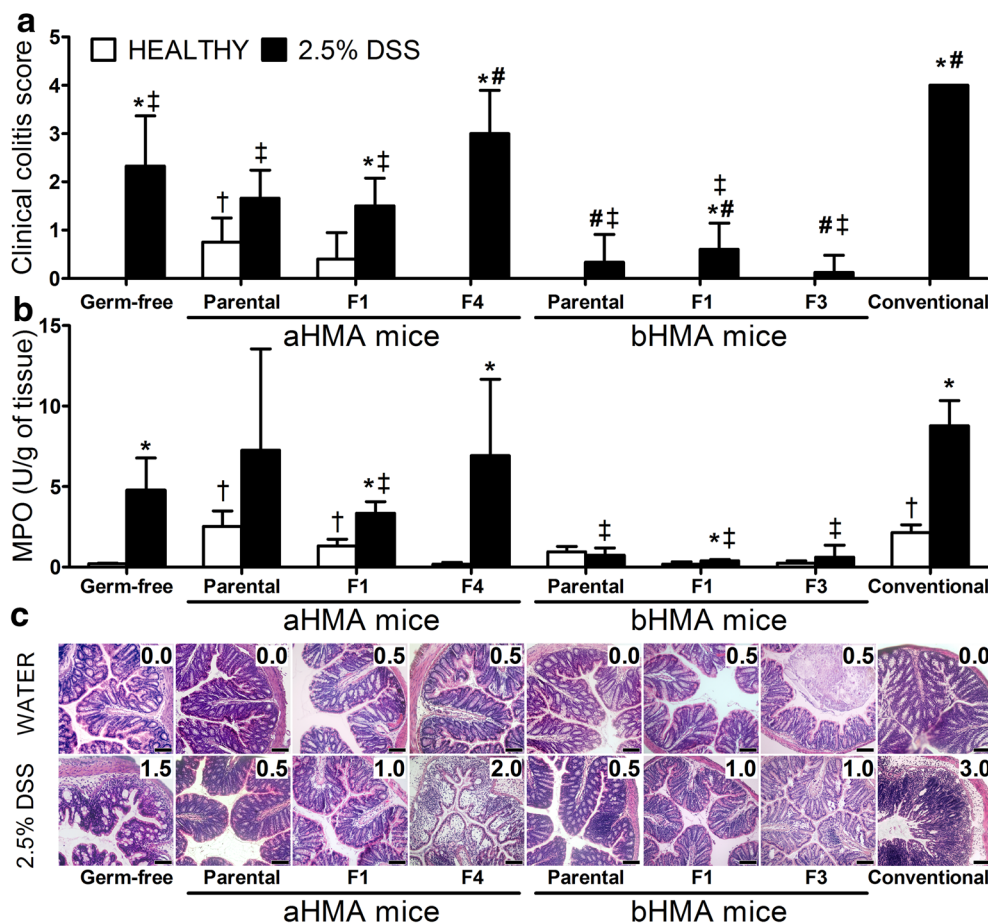 a
HEALTHY 2.5% DSS
Clinical colitis score
5
4
3
2
1
0
*‡
†
‡
*‡
*#
#‡
‡
*#
#‡
*#
Germ-free Parental F1 F4 Parental F1 F3 Conventional
aHMA mice bHMA mice
b
MPO (U/g of tissue)
15
10
5
0
*
†
†
*‡
*
‡
*‡
‡
†
*
Germ-free Parental F1 F4 Parental F1 F3 Conventional
aHMA mice bHMA mice
c
WATER
0.0 0.0 0.5 0.5 0.0 0.5 0.5 0.0
2.5% DSS
1.5 0.5 1.0 2.0 0.5 1.0 1.0 3.0
Germ-free Parental F1 F4 Parental F1 F3 Conventional
aHMA mice bHMA mice